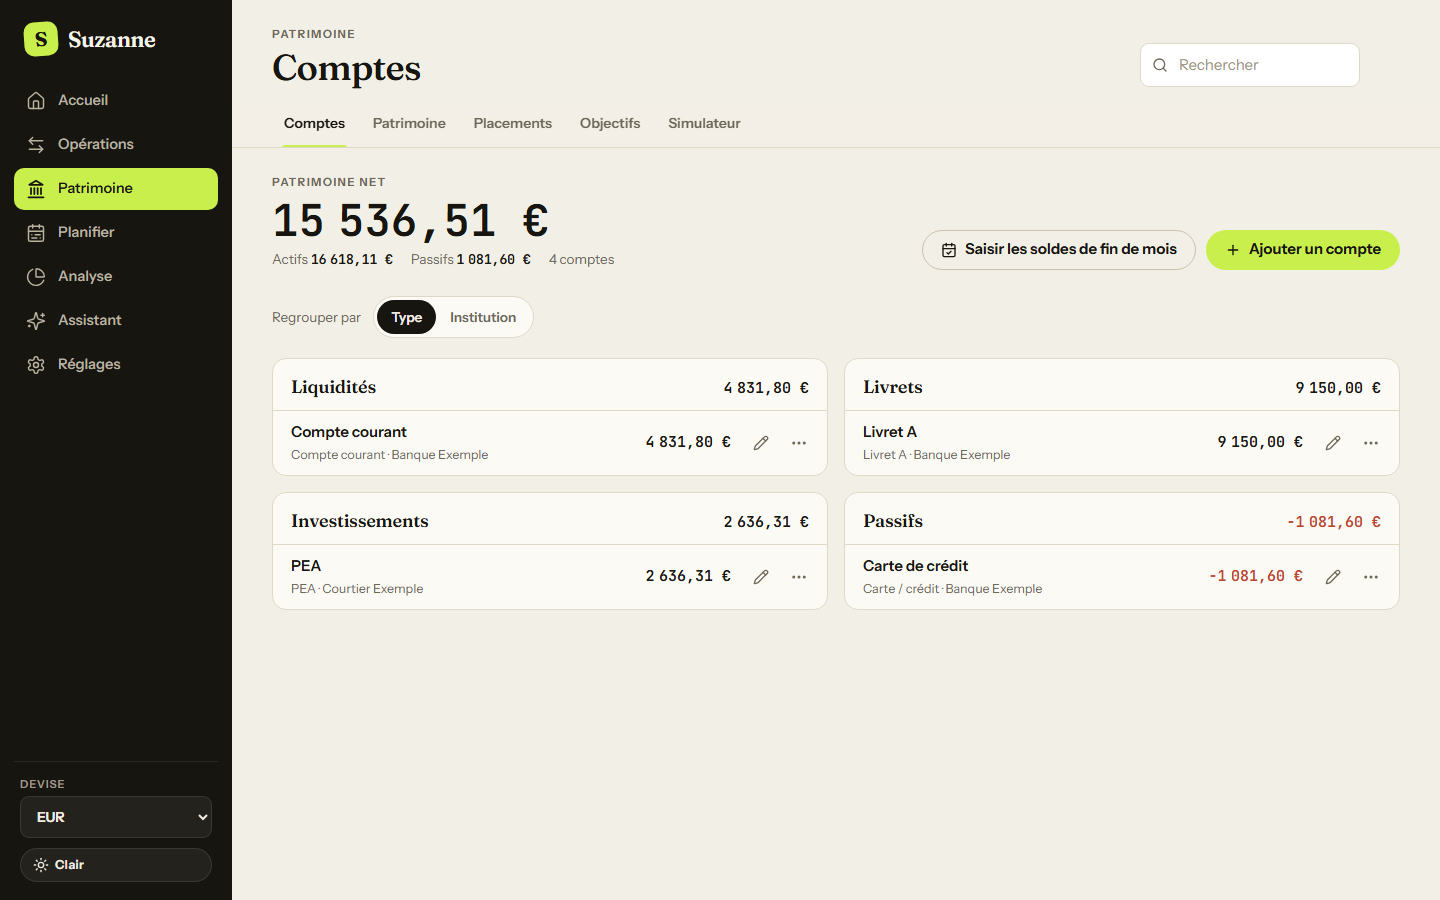 S Suzanne
Accueil
Opérations
Patrimoine
Planifier
Analyse
Assistant
Réglages
DEVISE
EUR
Clair
PATRIMOINE
Comptes
Rechercher
Comptes Patrimoine Placements Objectifs Simulateur
PATRIMOINE NET
15 536,51 €
Actifs 16 618,11 € Passifs 1 081,60 € 4 comptes
Saisir les soldes de fin de mois
Ajouter un compte
Regrouper par Type Institution
Liquidités 4 831,80 €
Compte courant 4 831,80 €
Compte courant · Banque Exemple
Livrets 9 150,00 €
Livret A 9 150,00 €
Livret A · Banque Exemple
Investissements 2 636,31 €
PEA 2 636,31 €
PEA · Courtier Exemple
Passifs -1 081,60 €
Carte de crédit -1 081,60 €
Carte / crédit · Banque Exemple